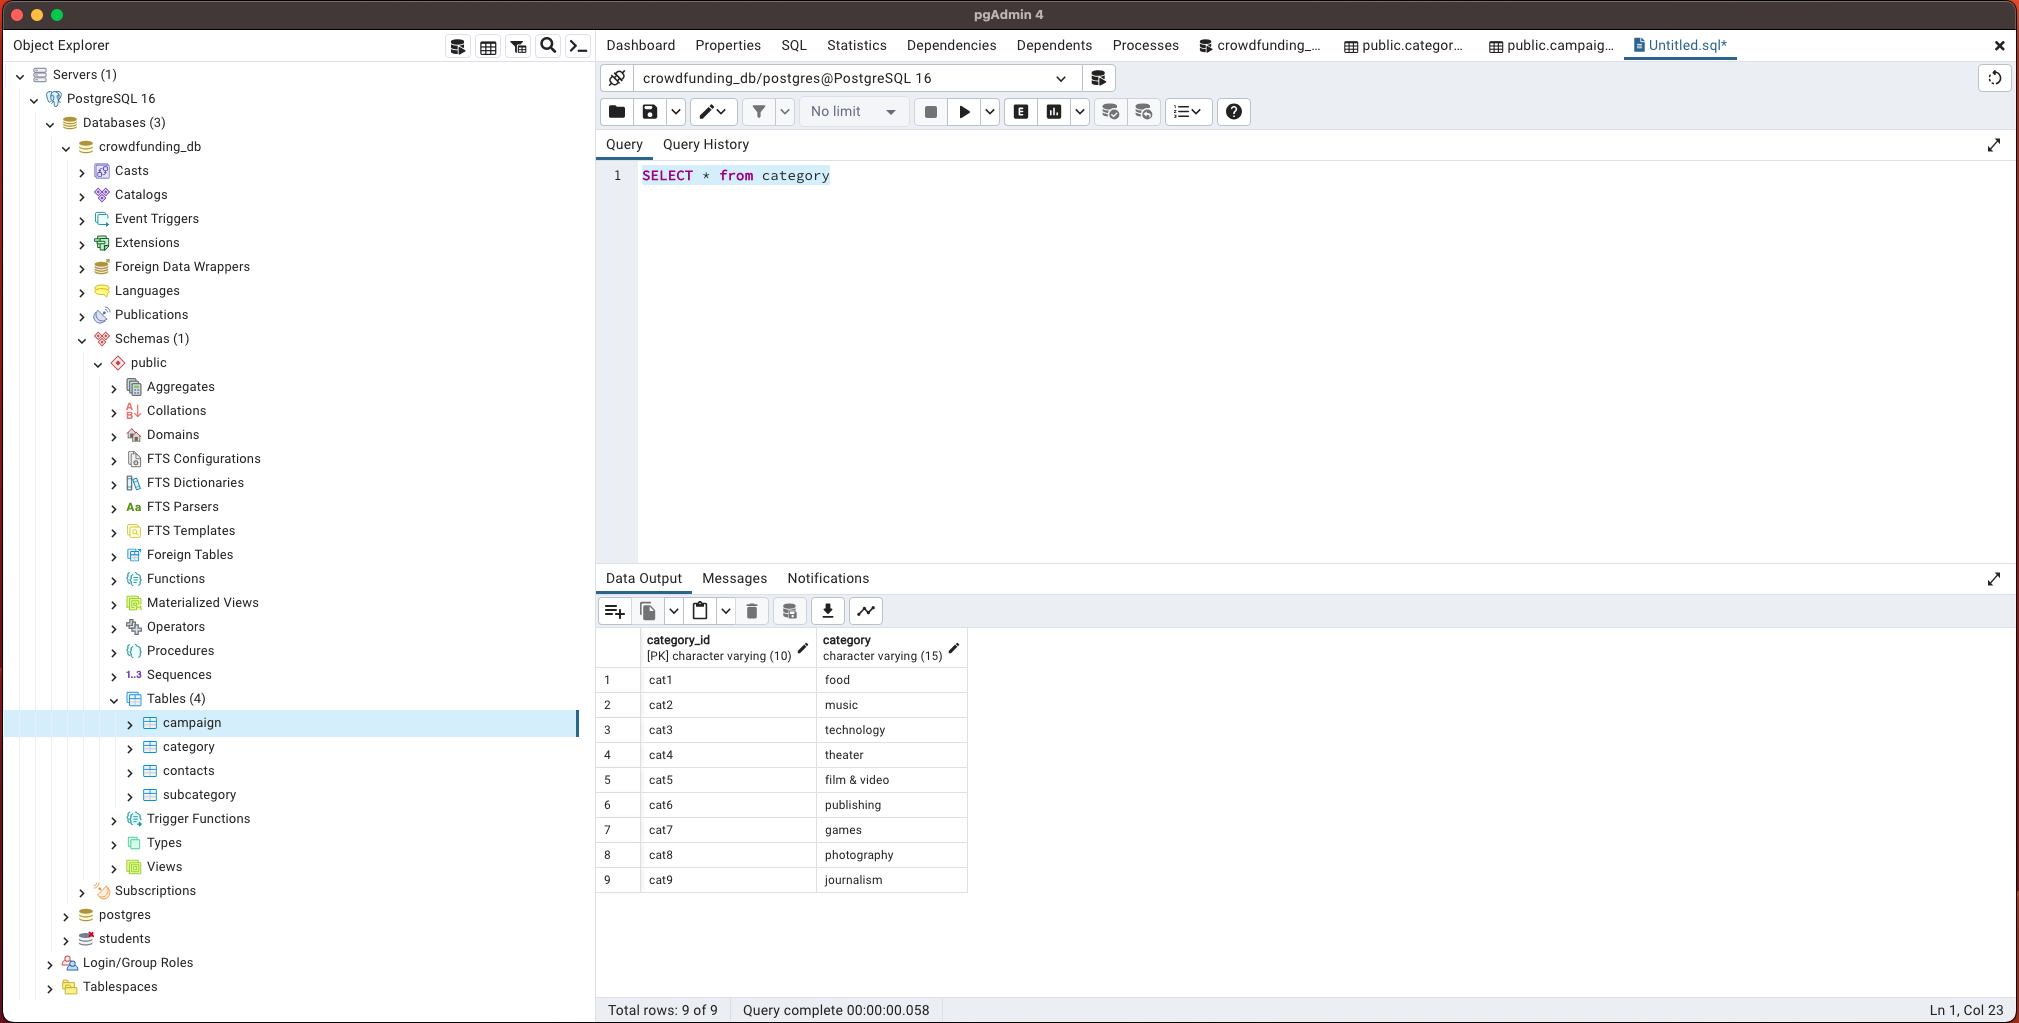 pgAdmin 4
Object Explorer
Servers (1)
PostgreSQL 16
Databases (3)
crowdfunding_db
Casts
Catalogs
Event Triggers
Extensions
Foreign Data Wrappers
Languages
Publications
Schemas (1)
public
Aggregates
Collations
Domains
FTS Configurations
FTS Dictionaries
Aa FTS Parsers
FTS Templates
Foreign Tables
Functions
Materialized Views
Operators
Procedures
1..3 Sequences
Tables (4)
campaign
category
contacts
subcategory
Trigger Functions
Types
Views
Subscriptions
postgres
students
Login/Group Roles
Tablespaces
Dashboard Properties SQL Statistics Dependencies Dependents Processes crowdfunding_... public.categor... public.campaig... Untitled.sql*
crowdfunding_db/postgres@PostgreSQL 16
No limit E
Query Query History
1 SELECT * from category
Data Output Messages Notifications
category_id category
[PK] character varying (10) character varying (15)
1 cat1 food
2 cat2 music
3 cat3 technology
4 cat4 theater
5 cat5 film & video
6 cat6 publishing
7 cat7 games
8 cat8 photography
9 cat9 journalism
Total rows: 9 of 9 Query complete 00:00:00.058 Ln 1, Col 23